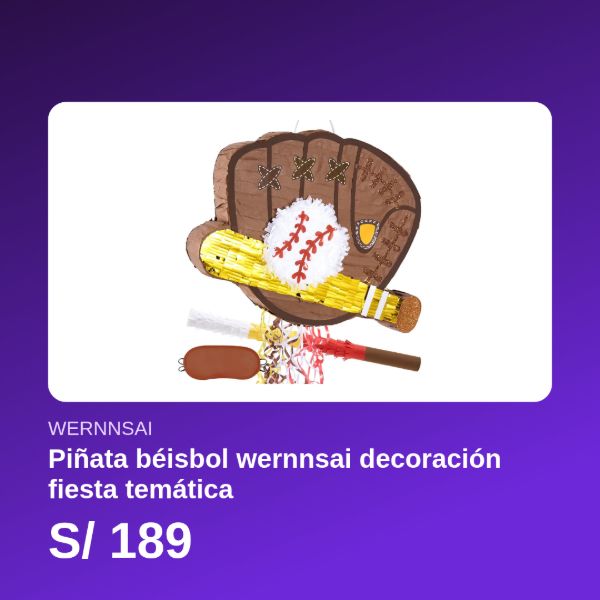 WERNNSAI
Piñata béisbol wernnsai decoración
fiesta temática
S/ 189